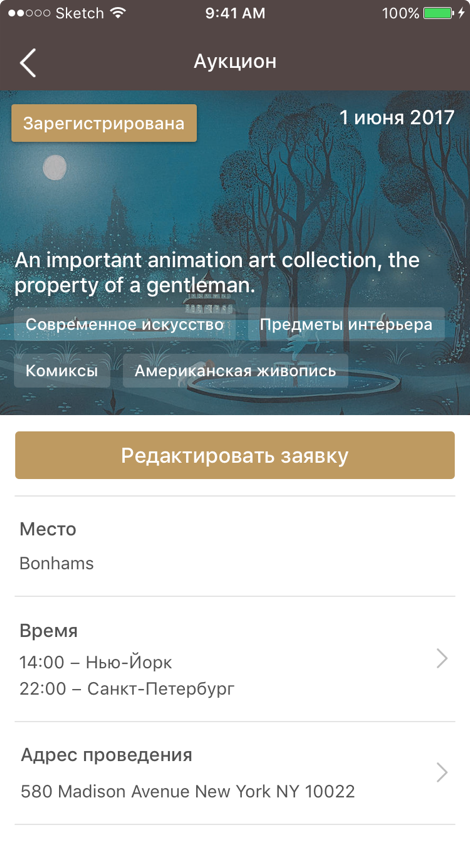 Sketch 9:41 AM 100%
Аукцион
Зарегистрирована 1 июня 2017
An important animation art collection, the
property of a gentleman.
Современное искусство Предметы интерьера
Комиксы Американская живопись
Редактировать заявку
Место
Bonhams
Время
14:00 – Нью-Йорк
22:00 – Санкт-Петербург
Адрес проведения
580 Madison Avenue New York NY 10022